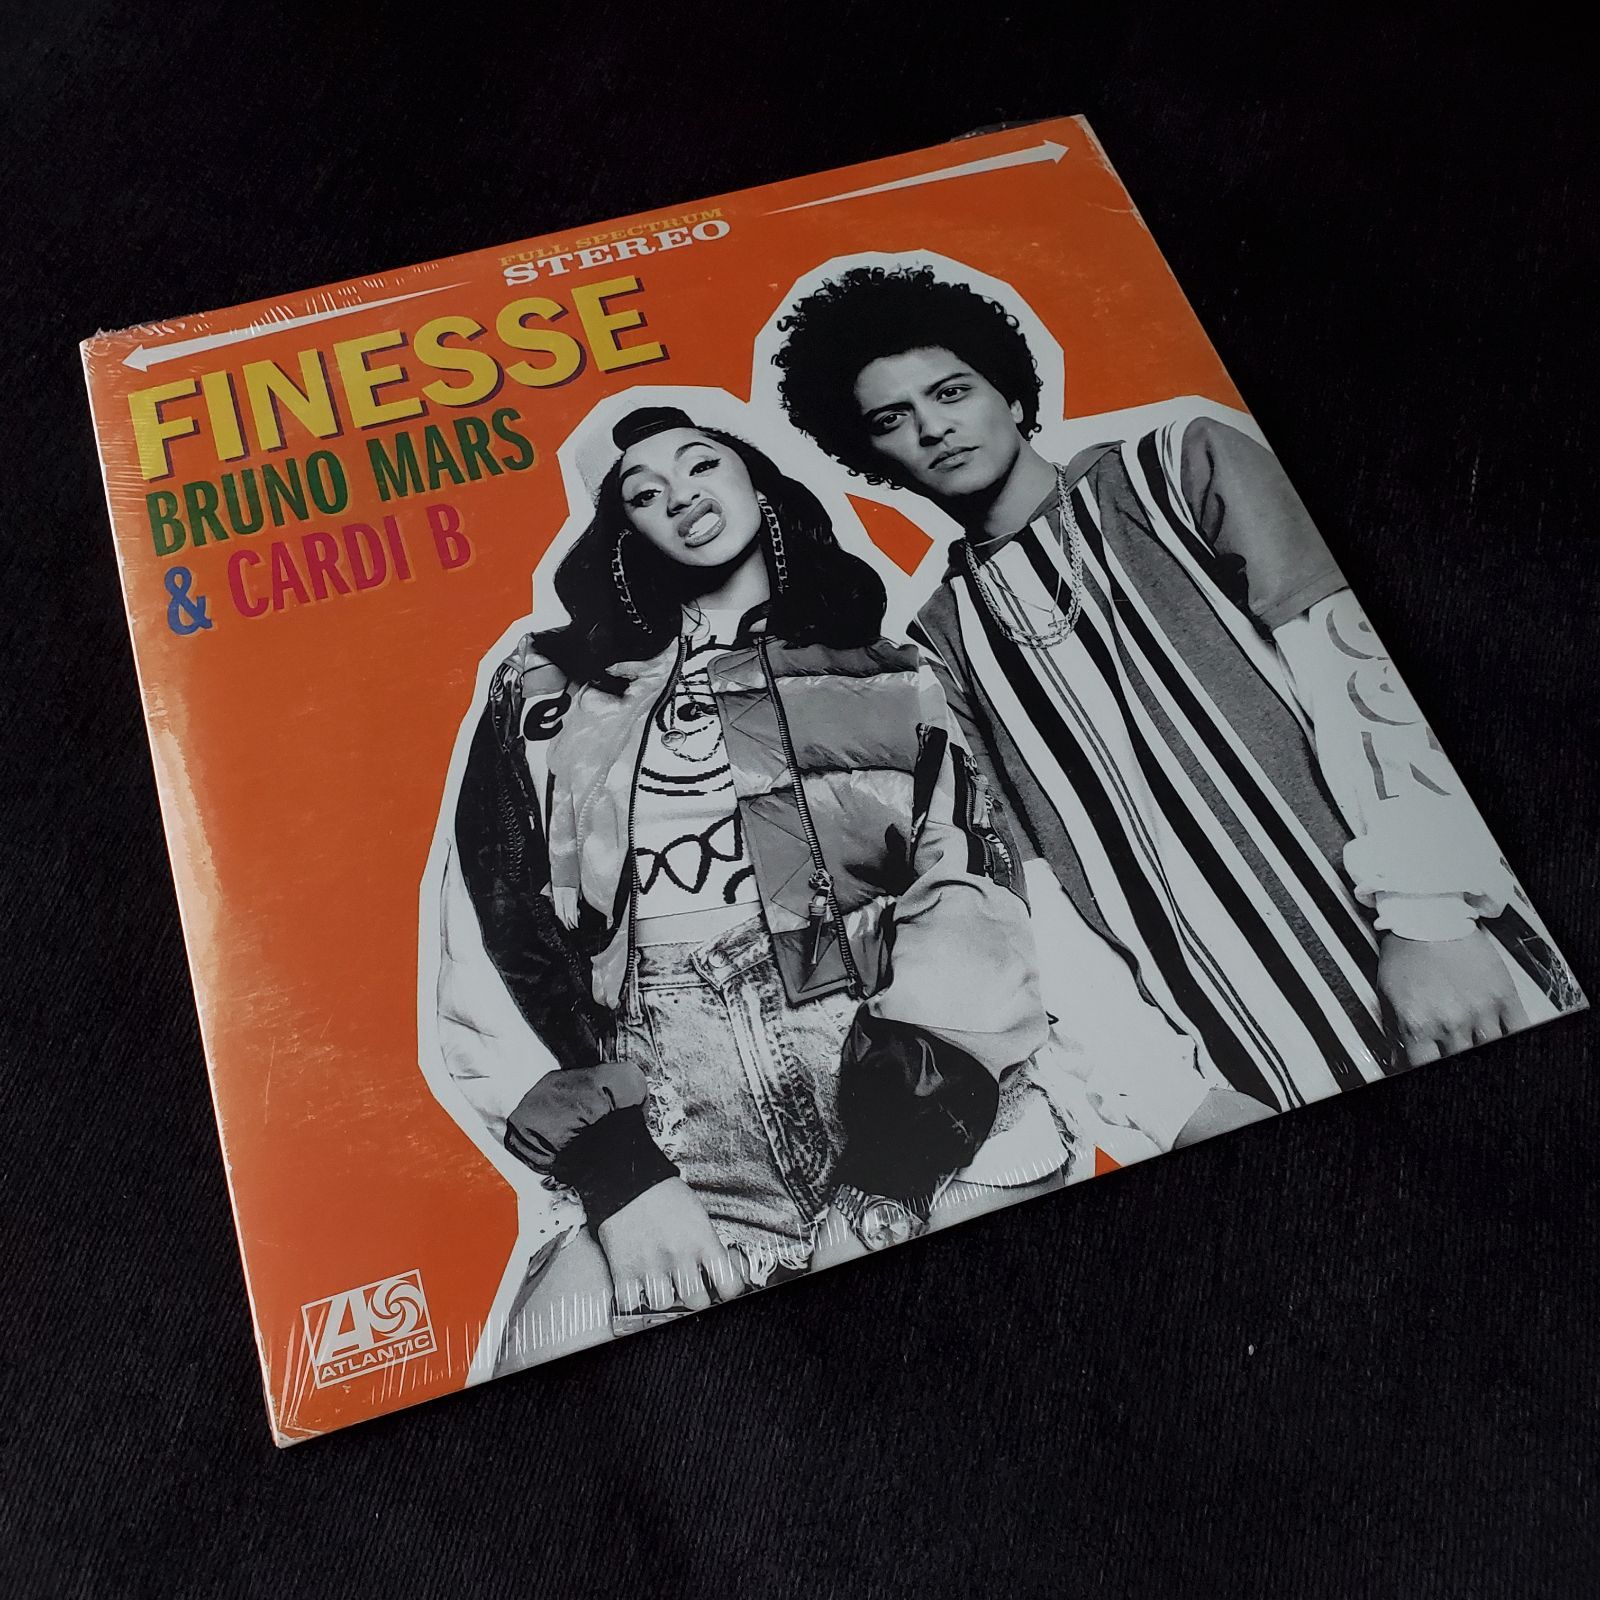 FULL SPECTRUM
STEREO
FINESSE
BRUNO MARS
& CARDI B
ATLANTIC